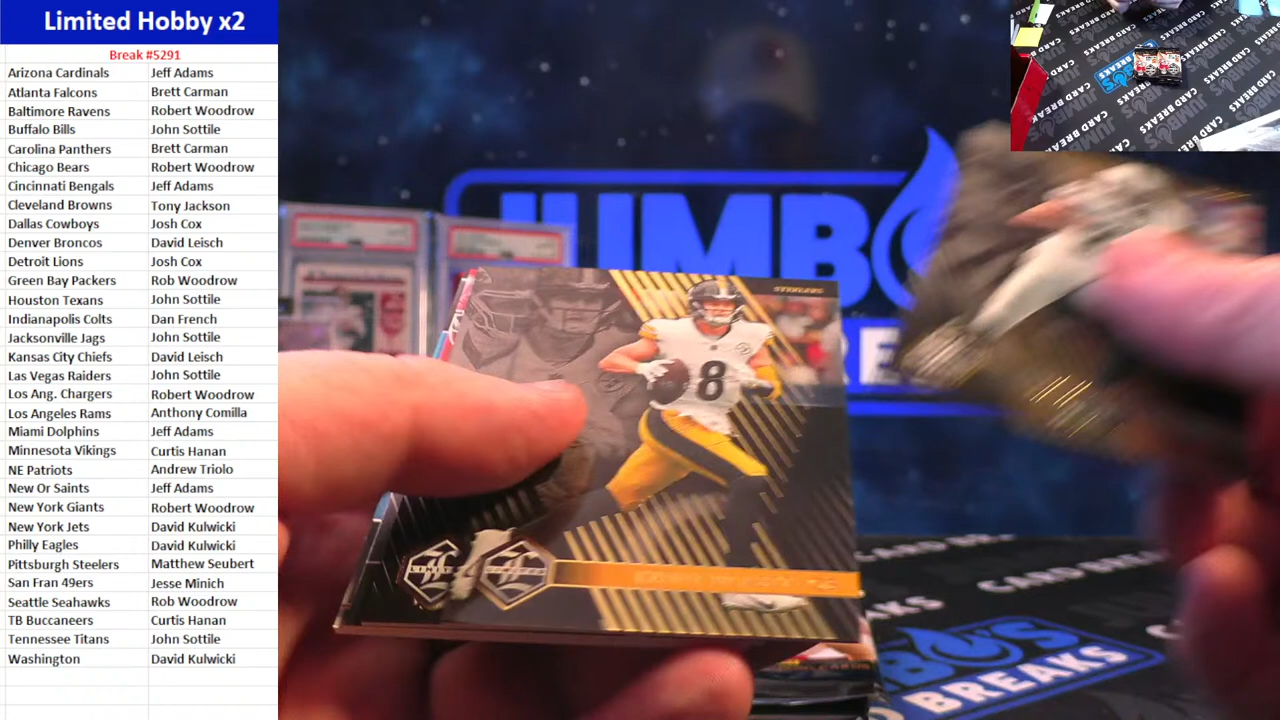 Limited Hobby x2
Break #5291
Arizona Cardinals Jeff Adams
Atlanta Falcons Brett Carman
Baltimore Ravens Robert Woodrow
Buffalo Bills John Sottile
Carolina Panthers Brett Carman
Chicago Bears Robert Woodrow
Cincinnati Bengals Jeff Adams
Cleveland Browns Tony Jackson
Dallas Cowboys Josh Cox
Denver Broncos David Leisch
Detroit Lions Josh Cox
Green Bay Packers Rob Woodrow
Houston Texans John Sottile
Indianapolis Colts Dan French
Jacksonville Jags John Sottile
Kansas City Chiefs David Leisch
Las Vegas Raiders John Sottile
Los Ang. Chargers Robert Woodrow
Los Angeles Rams Anthony Comilla
Miami Dolphins Jeff Adams
Minnesota Vikings Curtis Hanan
NE Patriots Andrew Triolo
New Or Saints Jeff Adams
New York Giants Robert Woodrow
New York Jets David Kulwicki
Philly Eagles David Kulwicki
Pittsburgh Steelers Matthew Seubert
San Fran 49ers Jesse Minich
Seattle Seahawks Rob Woodrow
TB Buccaneers Curtis Hanan
Tennessee Titans John Sottile
Washington David Kulwicki
JUMB
STEELERS
8
CARD BREAKS
JUMBO'S
CARD BREAKS
CARD BREAKS
BREAKS